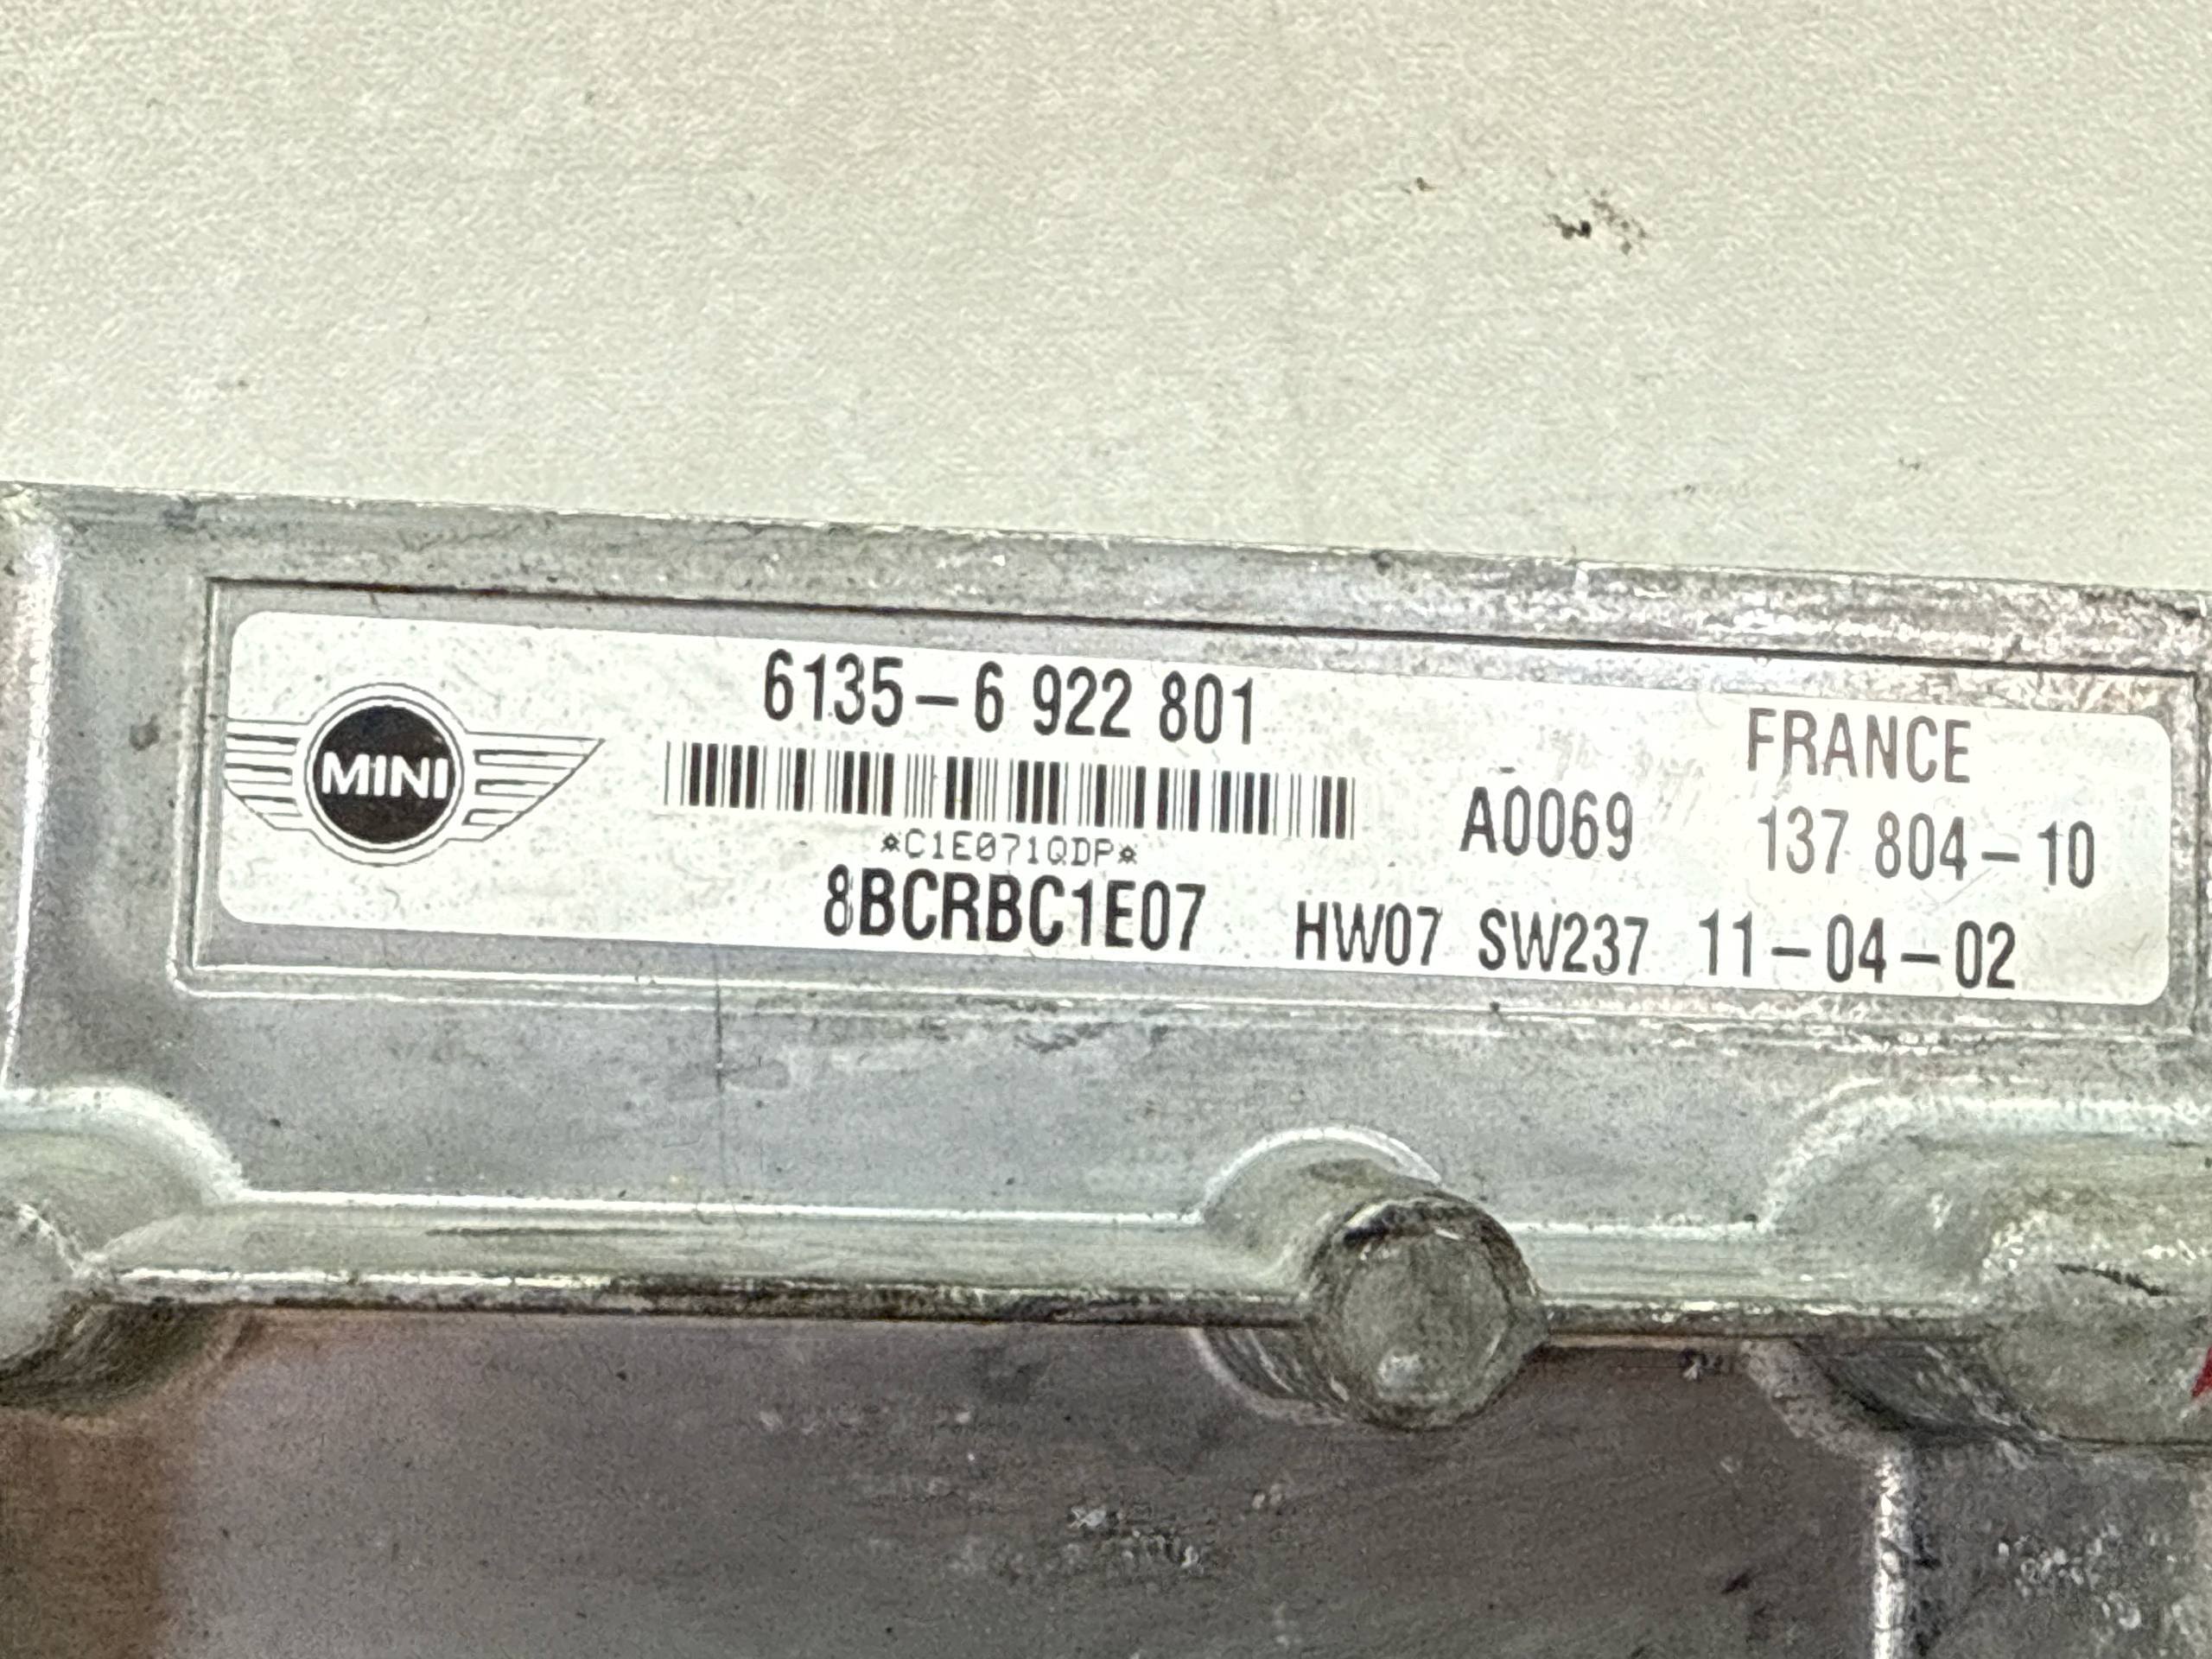 MINI
6135-6 922 801
FRANCE
A0069 137 804-10
*C1E071QDP*
8BCRBC1E07 HW07 SW237 11-04-02